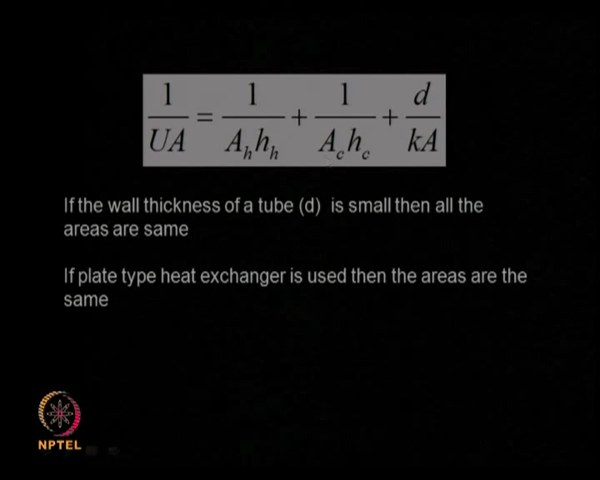 1/UA = 1/A_h h_h + 1/A_c h_c + d/kA
If the wall thickness of a tube (d) is small then all the
areas are same
If plate type heat exchanger is used then the areas are the
same
NPTEL